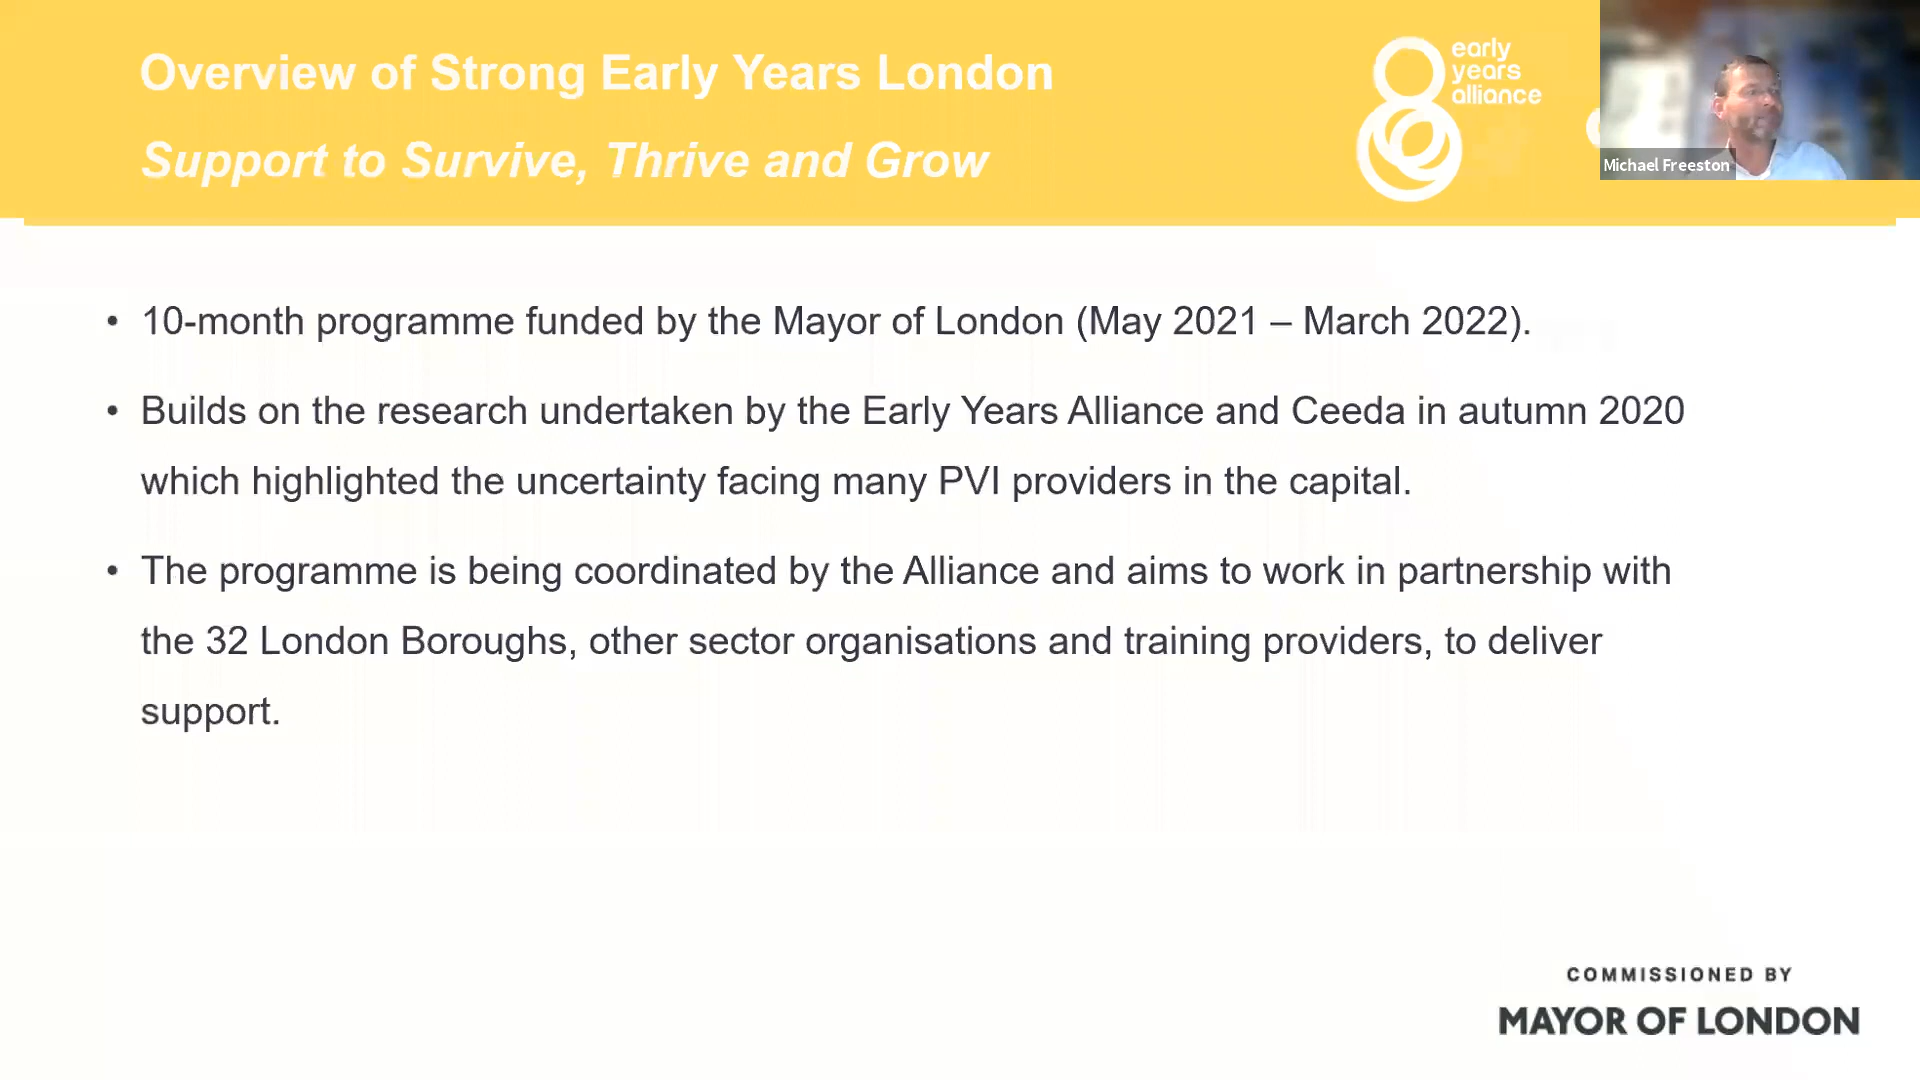 Overview of Strong Early Years London
Support to Survive, Thrive and Grow
early
years
alliance
Michael Freeston
• 10-month programme funded by the Mayor of London (May 2021 – March 2022).
• Builds on the research undertaken by the Early Years Alliance and Ceeda in autumn 2020
which highlighted the uncertainty facing many PVI providers in the capital.
• The programme is being coordinated by the Alliance and aims to work in partnership with
the 32 London Boroughs, other sector organisations and training providers, to deliver
support.
COMMISSIONED BY
MAYOR OF LONDON